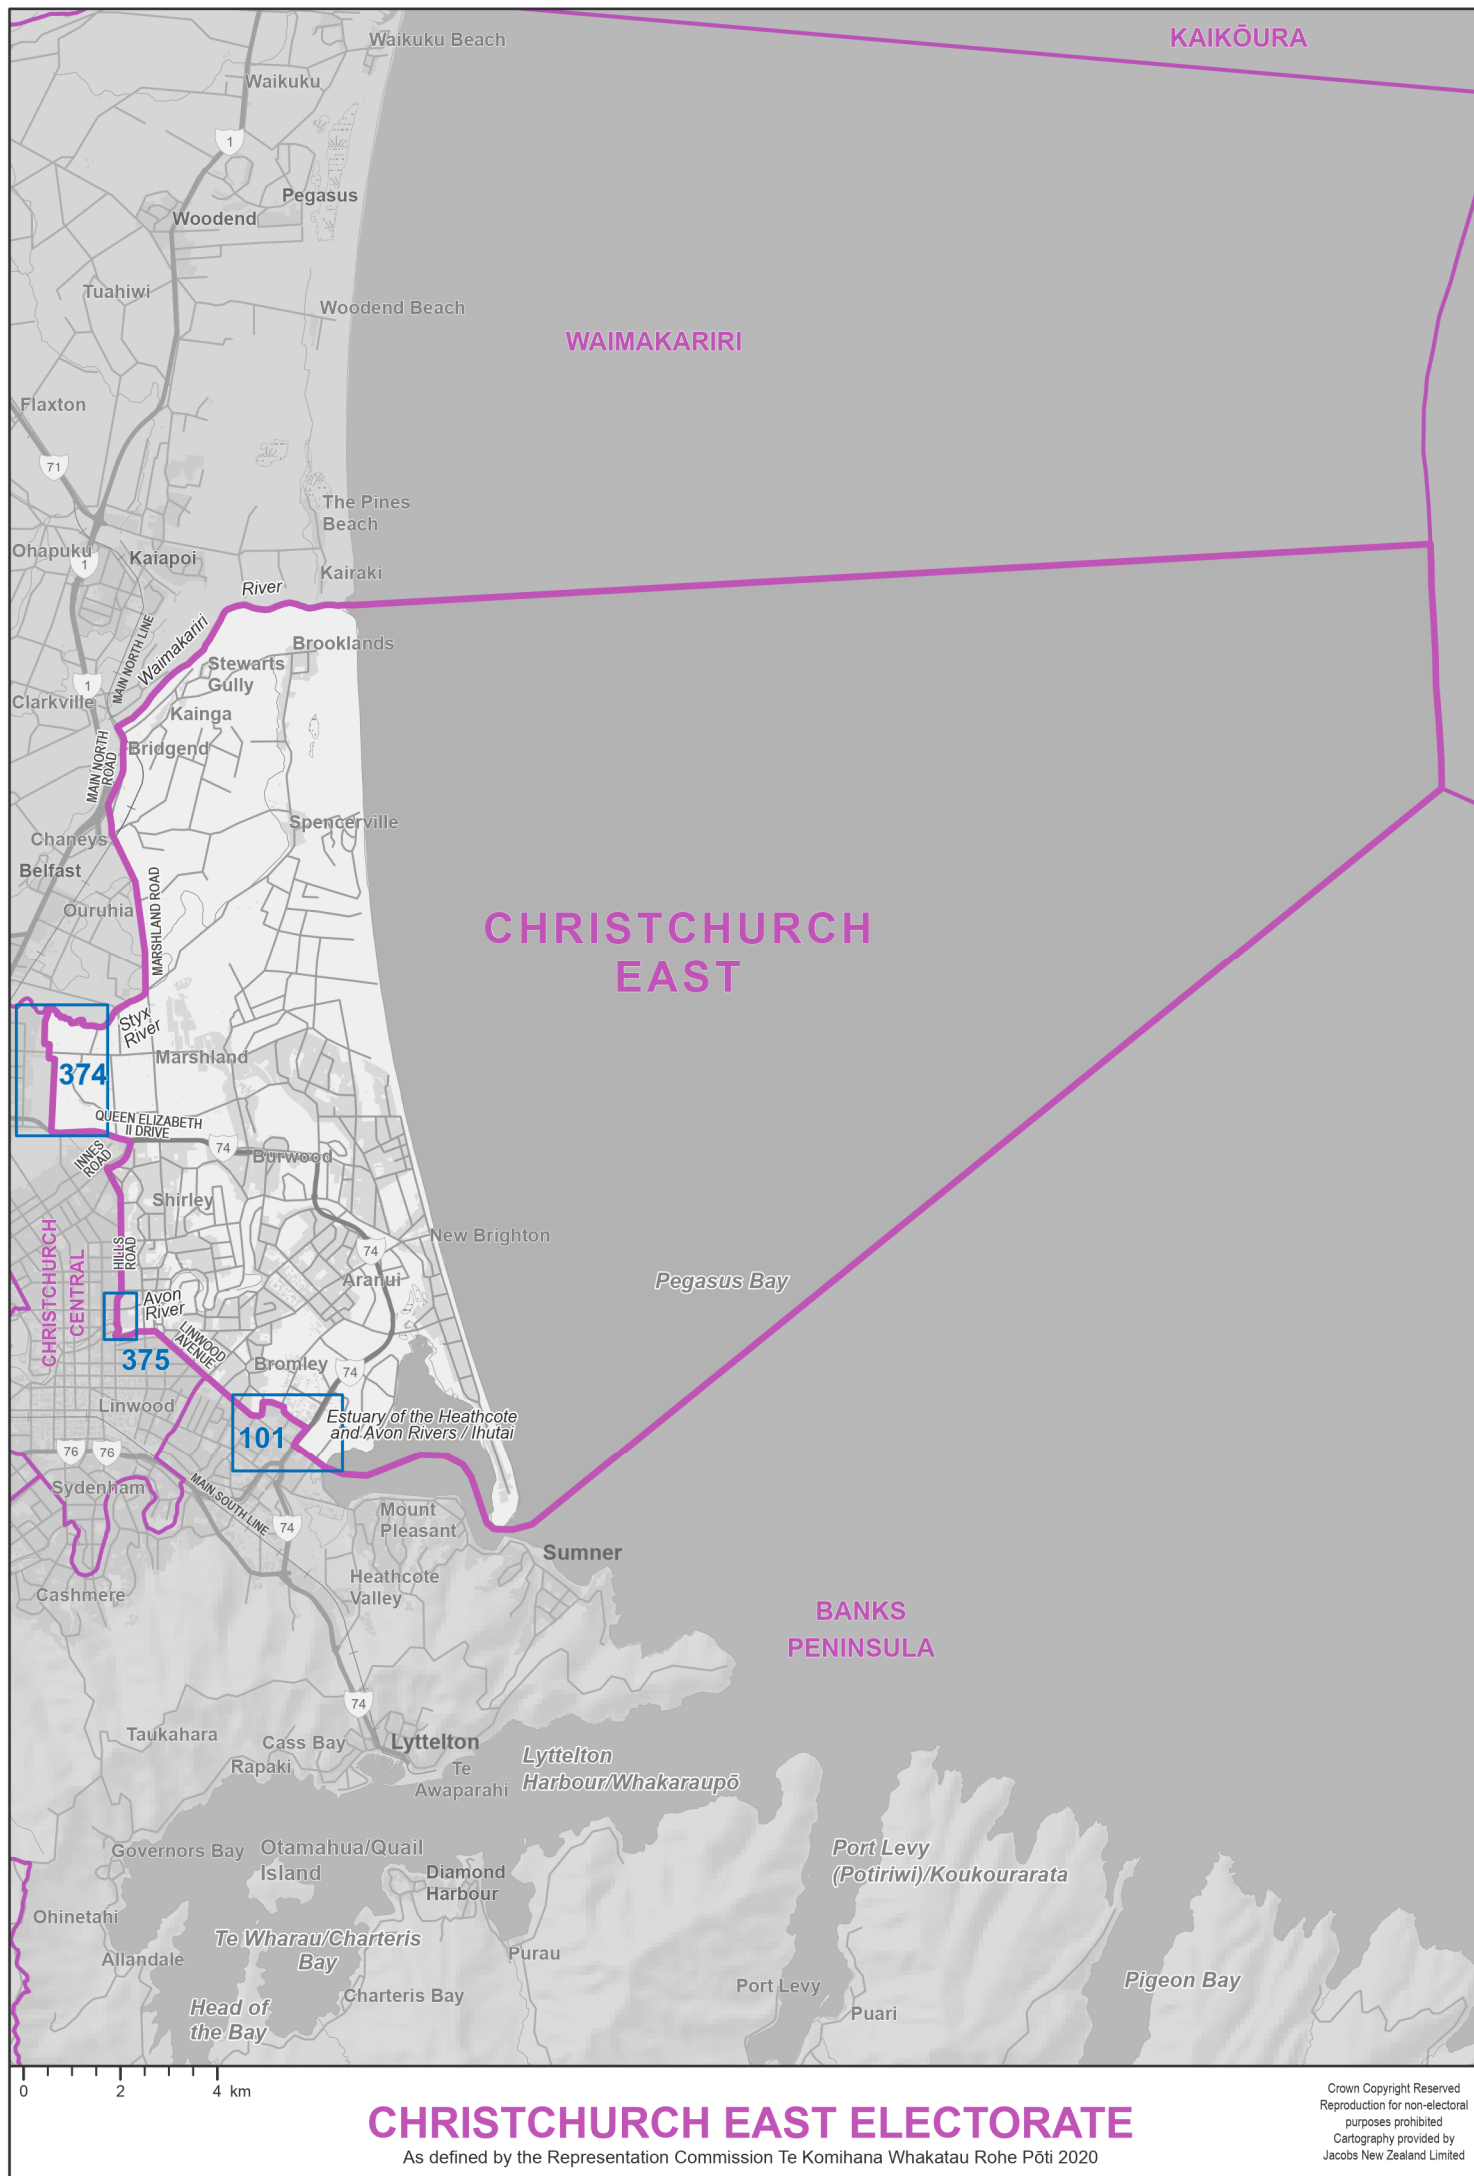 KAIKŌURA
Waikuku Beach
Waikuku
1
Pegasus
Woodend
Tuahiwi
Woodend Beach
WAIMAKARIRI
Flaxton
71
The Pines
Beach
Ohapuku
1
Kaiapoi
Kairaki
River
Waimakariri
MAIN NORTH LINE
Brooklands
Stewarts
Gully
1
Clarkville
Kainga
Bridgend
MAIN NORTH
ROAD
Spencerville
Chaneys
Belfast
MARSHLAND ROAD
Ouruhia
CHRISTCHURCH
EAST
Styx
River
Marshland
374
QUEEN ELIZABETH
II DRIVE
INNES
ROAD
74
Burwood
Shirley
CHRISTCHURCH
CENTRAL
HILLS
ROAD
New Brighton
74
Aranui
Pegasus Bay
Avon
River
LINWOOD
AVENUE
375
Bromley
74
Linwood
Estuary of the Heathcote
and Avon Rivers / Ihutai
101
76
76
Sydenham
MAIN SOUTH LINE
Mount
Pleasant
74
Sumner
Heathcote
Valley
Cashmere
BANKS
PENINSULA
74
Taukahara
Cass Bay
Lyttelton
Rapaki
Te
Awaparahi
Lyttelton
Harbour/Whakaraupō
Governors Bay
Otamahua/Quail
Island
Diamond
Harbour
Port Levy
(Potiriwi)/Koukourarata
Ohinetahi
Te Wharau/Charteris
Bay
Allandale
Purau
Charteris Bay
Port Levy
Pigeon Bay
Head of
the Bay
Puari
0 2 4 km
CHRISTCHURCH EAST ELECTORATE
As defined by the Representation Commission Te Komihana Whakatau Rohe Pōti 2020
Crown Copyright Reserved
Reproduction for non-electoral
purposes prohibited
Cartography provided by
Jacobs New Zealand Limited